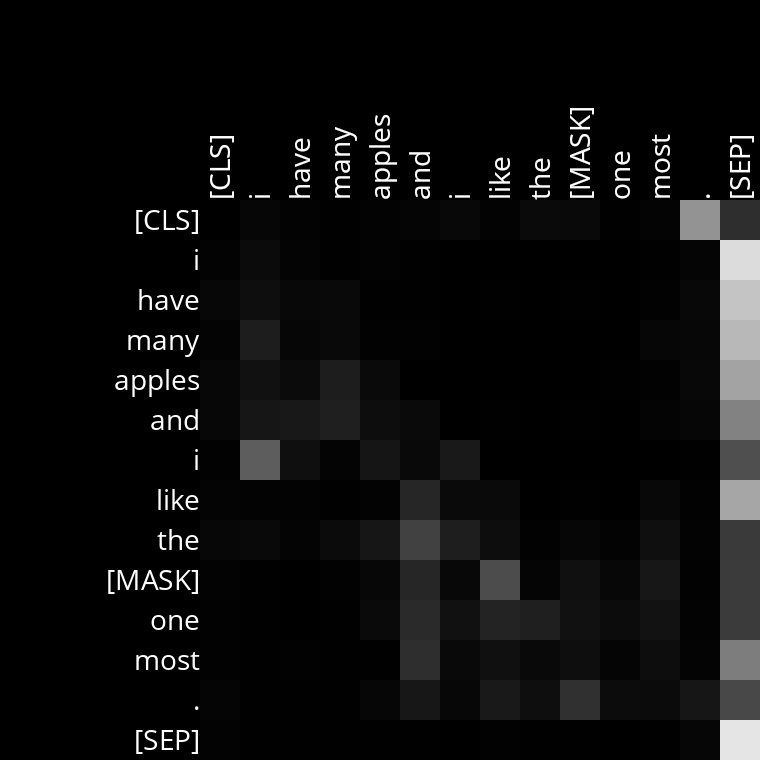 [CLS] i have many apples and i like the [MASK] one most . [SEP]
[CLS]
i
have
many
apples
and
i
like
the
[MASK]
one
most
.
[SEP]